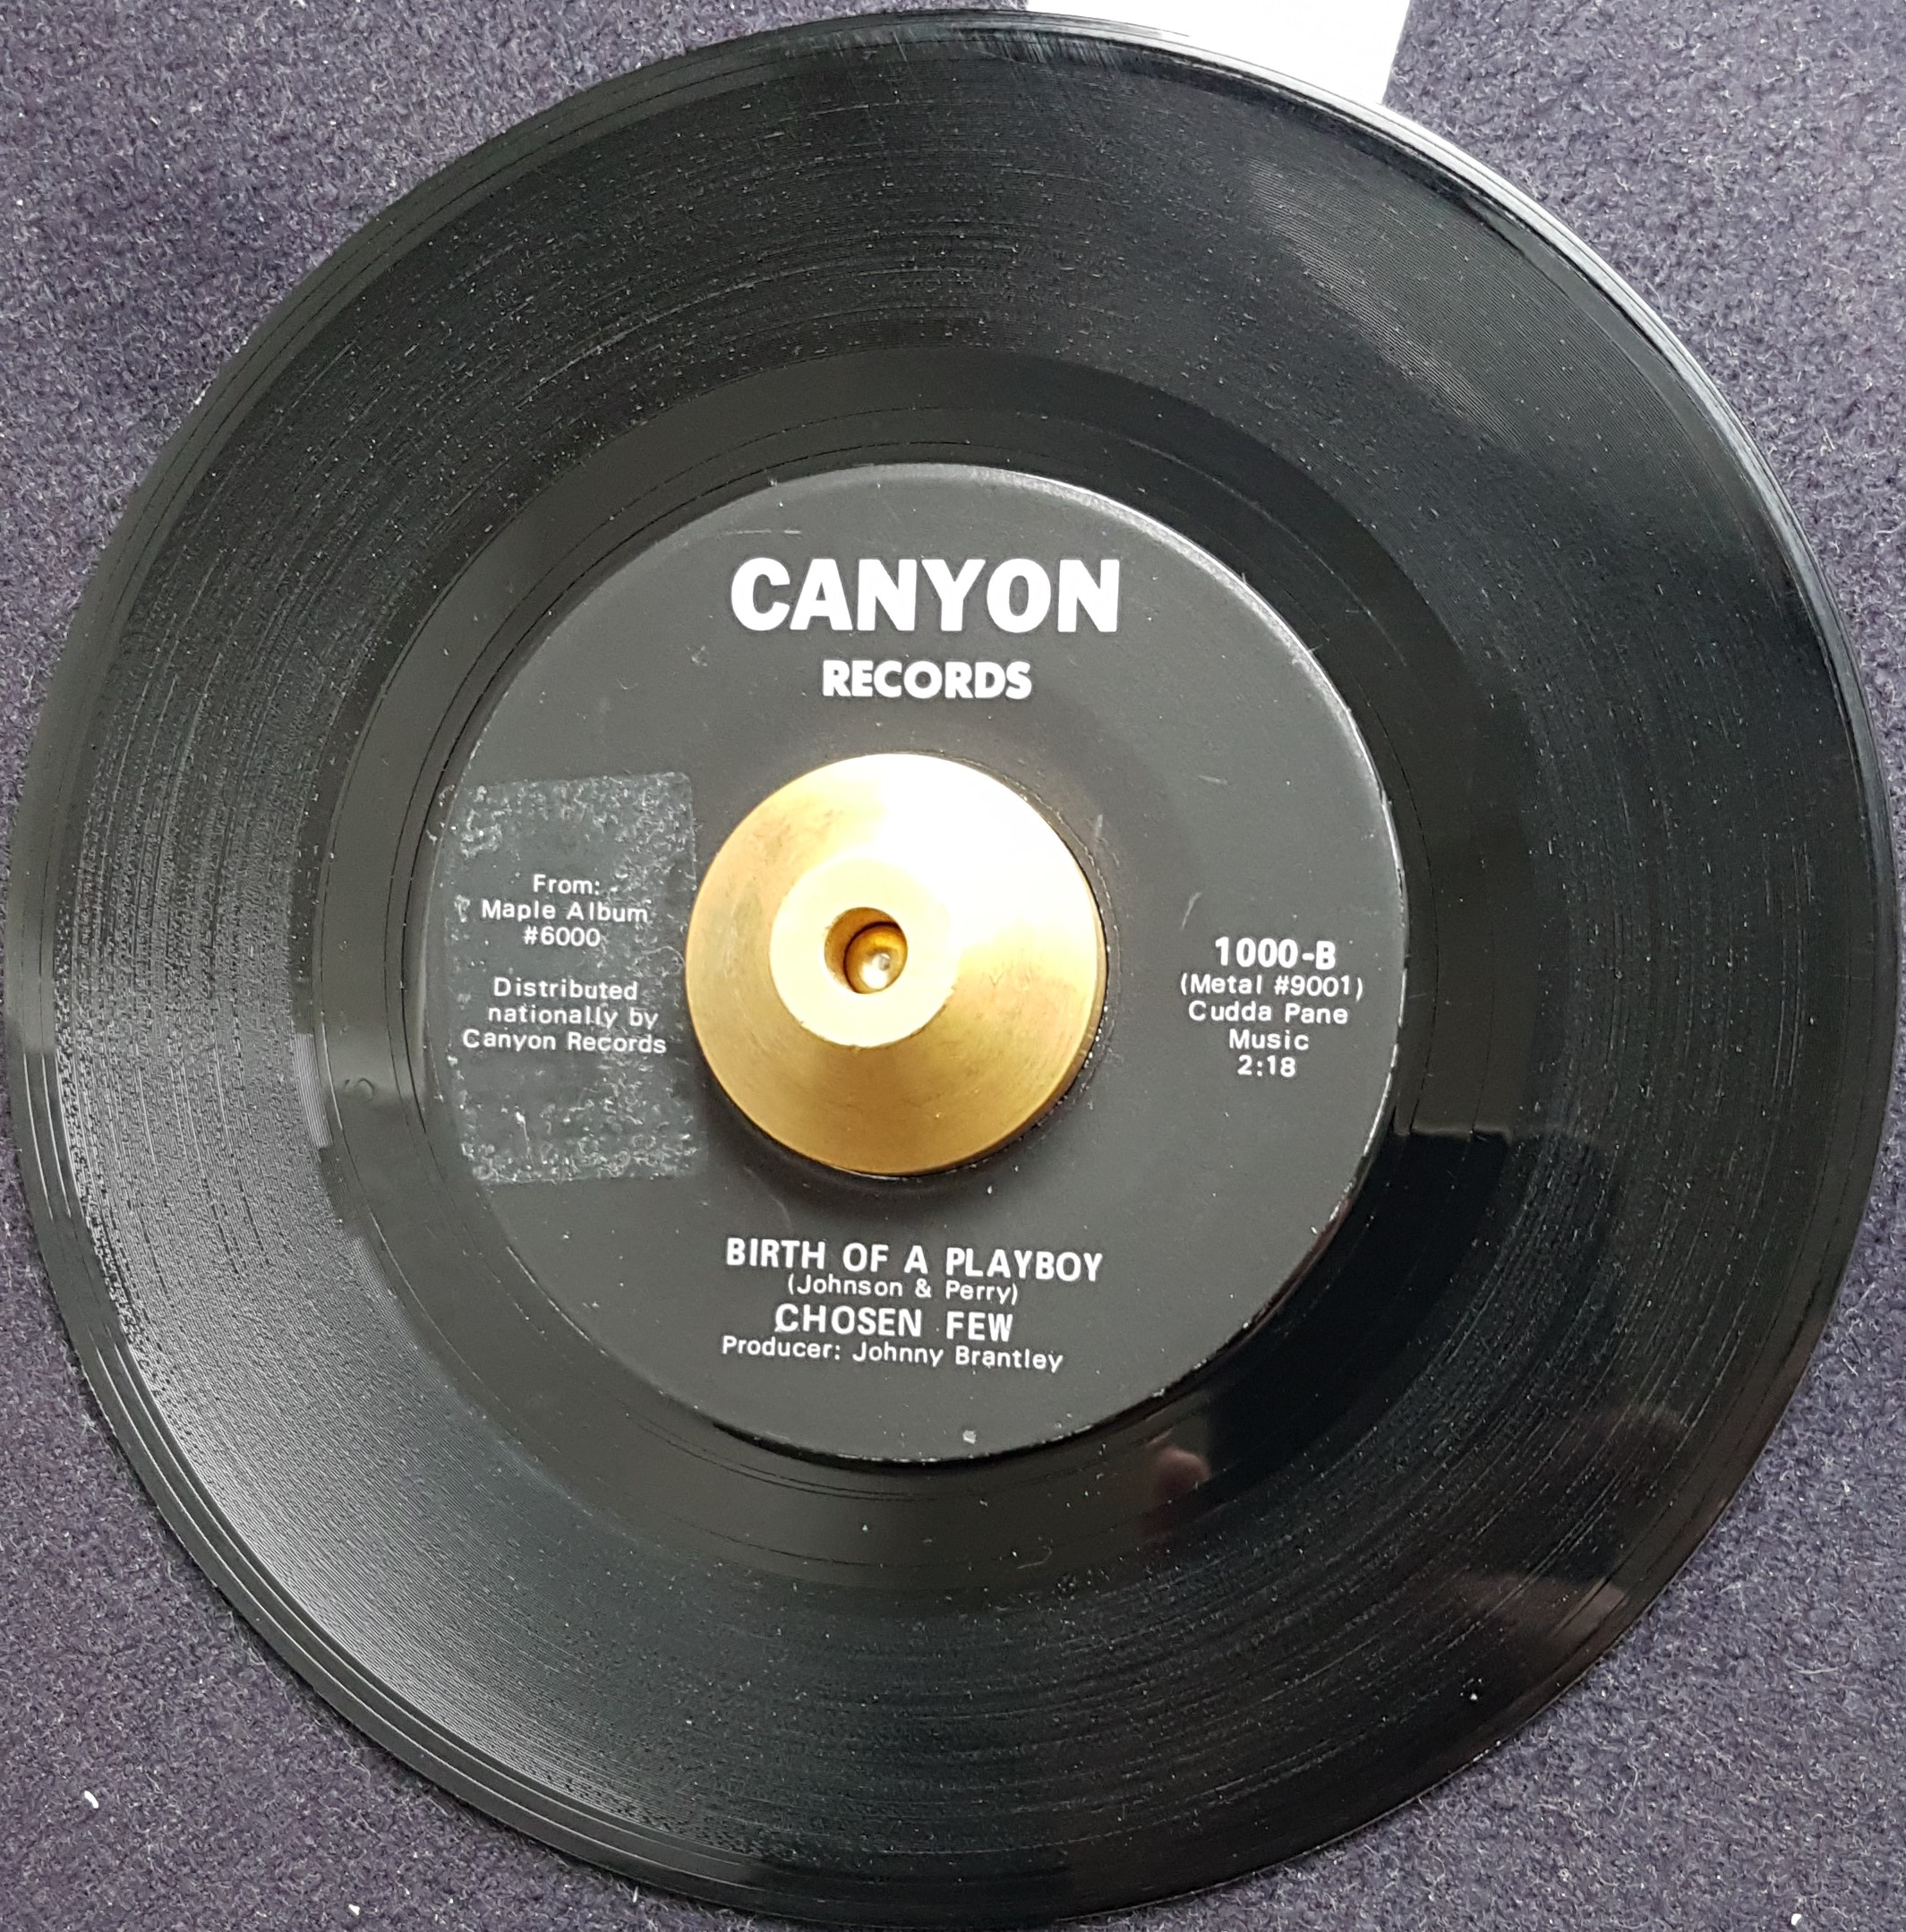 CANYON
RECORDS
From:
Maple Album
#6000
Distributed
nationally by
Canyon Records
1000-B
(Metal #9001)
Cudda Pane
Music
2:18
BIRTH OF A PLAYBOY
(Johnson & Perry)
CHOSEN FEW
Producer: Johnny Brantley